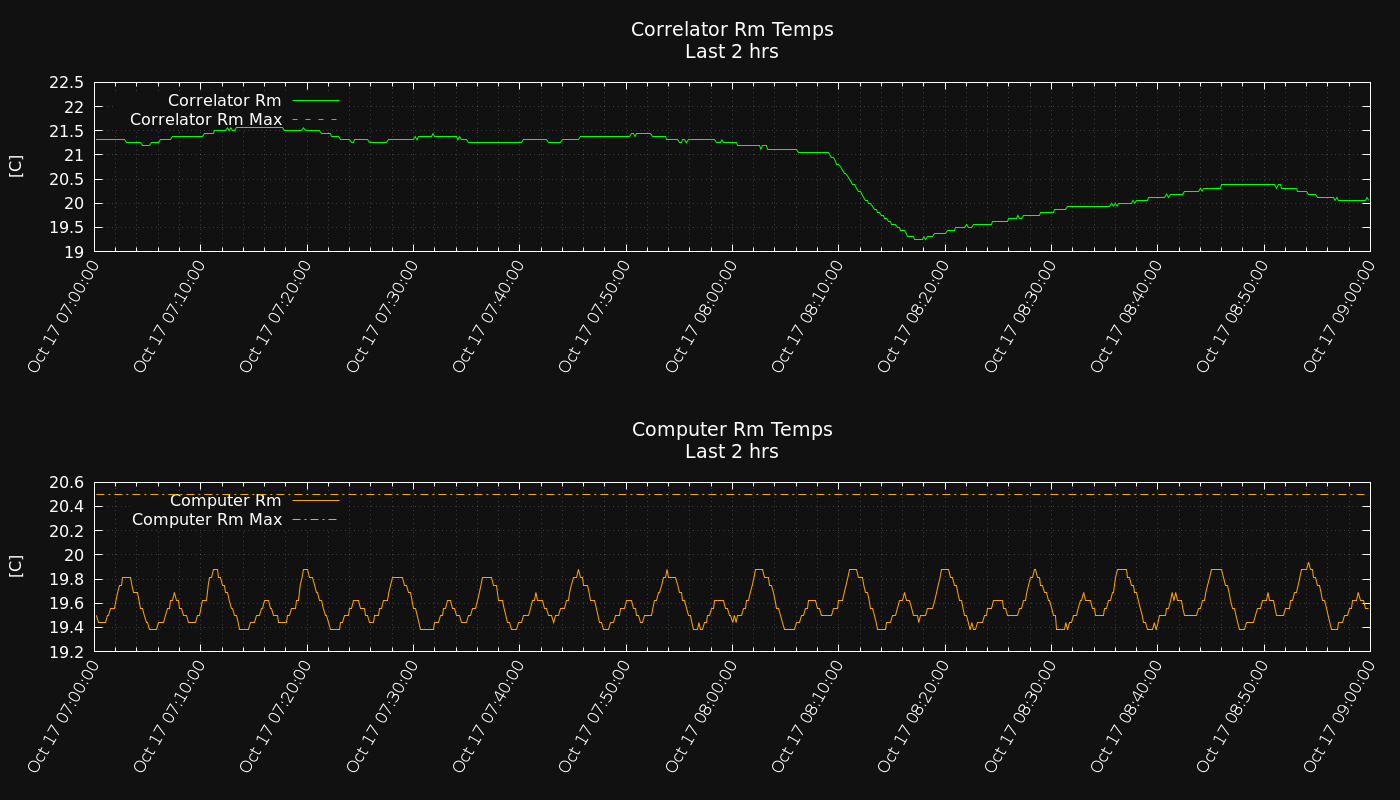 Correlator Rm Temps
Last 2 hrs
22.5
22
21.5
21
20.5
20
19.5
19
[C]
Correlator Rm
Correlator Rm Max
Oct 17 07:00:00
Oct 17 07:10:00
Oct 17 07:20:00
Oct 17 07:30:00
Oct 17 07:40:00
Oct 17 07:50:00
Oct 17 08:00:00
Oct 17 08:10:00
Oct 17 08:20:00
Oct 17 08:30:00
Oct 17 08:40:00
Oct 17 08:50:00
Oct 17 09:00:00
Computer Rm Temps
Last 2 hrs
20.6
20.4
20.2
20
19.8
19.6
19.4
19.2
[C]
Computer Rm
Computer Rm Max
Oct 17 07:00:00
Oct 17 07:10:00
Oct 17 07:20:00
Oct 17 07:30:00
Oct 17 07:40:00
Oct 17 07:50:00
Oct 17 08:00:00
Oct 17 08:10:00
Oct 17 08:20:00
Oct 17 08:30:00
Oct 17 08:40:00
Oct 17 08:50:00
Oct 17 09:00:00